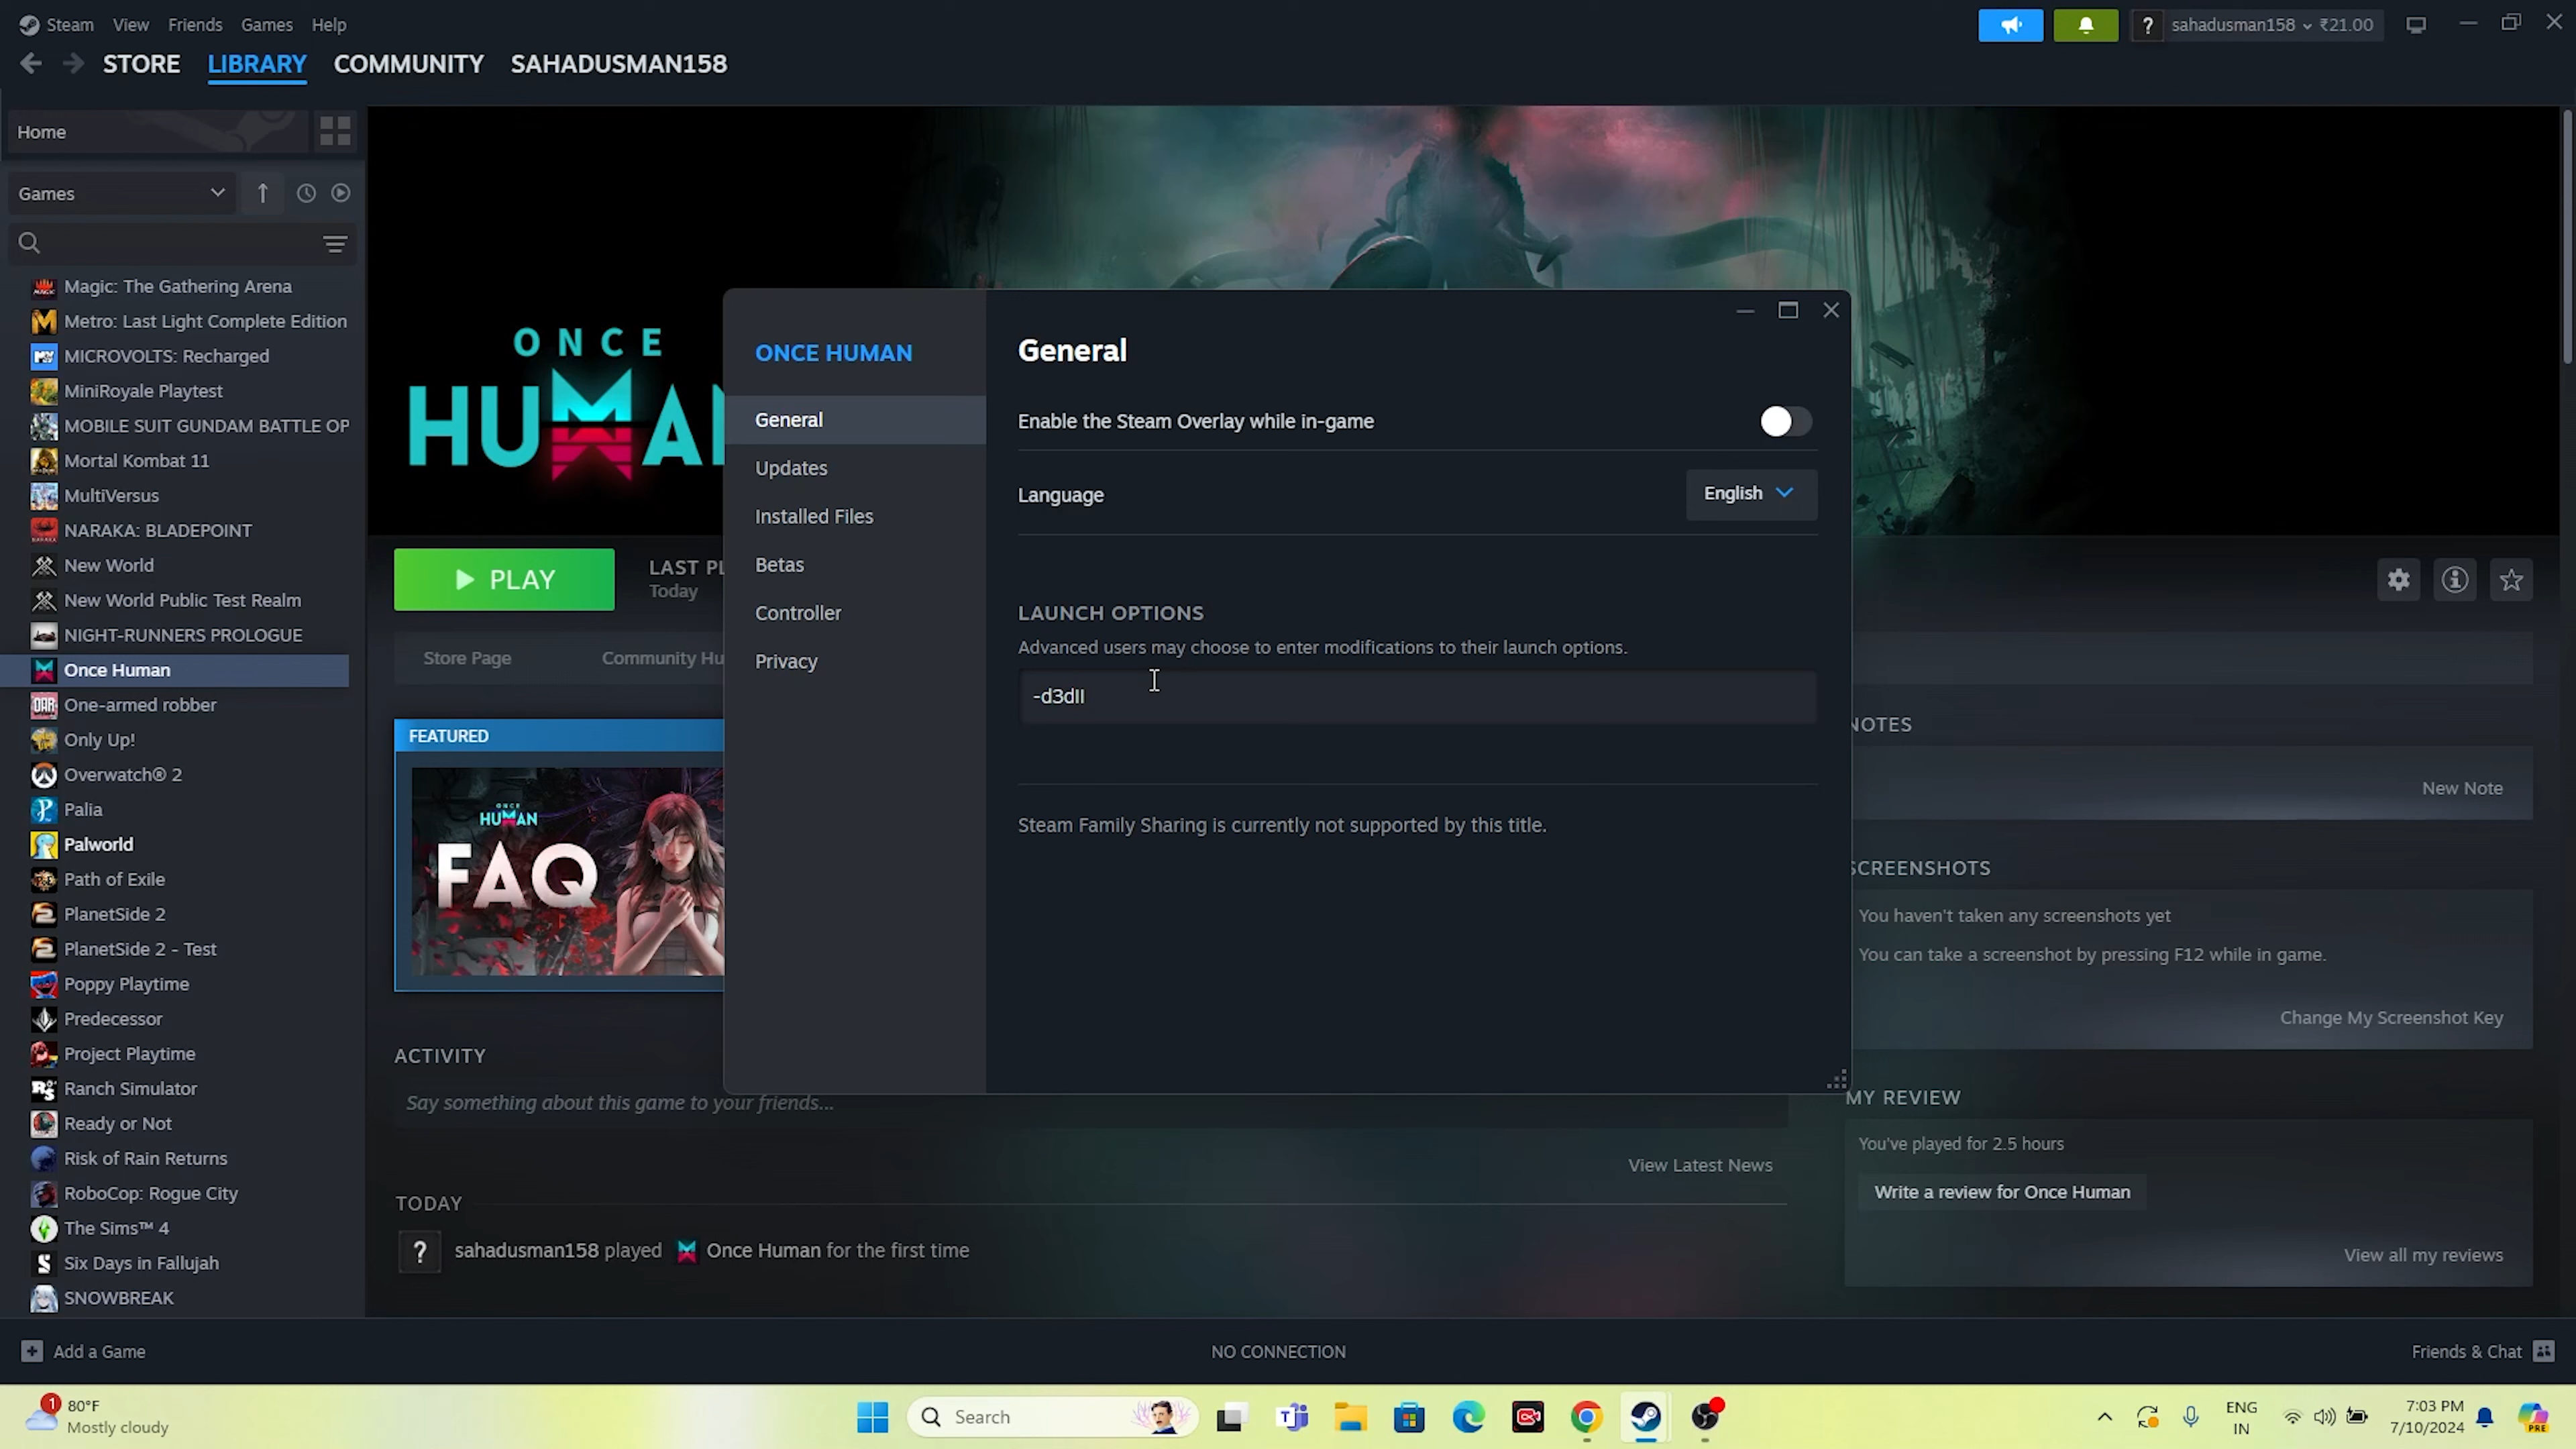 Steam View Friends Games Help
? sahadusman158 ₹21.00
STORE LIBRARY COMMUNITY SAHADUSMAN158
Home
Games
Magic: The Gathering Arena
Metro: Last Light Complete Edition
MICROVOLTS: Recharged
MiniRoyale Playtest
MOBILE SUIT GUNDAM BATTLE OP
Mortal Kombat 11
MultiVersus
NARAKA: BLADEPOINT
New World
New World Public Test Realm
NIGHT-RUNNERS PROLOGUE
Once Human
One-armed robber
Only Up!
Overwatch® 2
Palia
Palworld
Path of Exile
PlanetSide 2
PlanetSide 2 - Test
Poppy Playtime
Predecessor
Project Playtime
Ranch Simulator
Ready or Not
Risk of Rain Returns
RoboCop: Rogue City
The Sims™ 4
Six Days in Fallujah
SNOWBREAK
Add a Game
ONCE
HUMAN
PLAY
LAST PL
Today
Store Page Community Hu
FEATURED
ONCE
HUMAN
FAQ
ACTIVITY
Say something about this game to your friends...
View Latest News
TODAY
? sahadusman158 played Once Human for the first time
ONCE HUMAN
General
Updates
Installed Files
Betas
Controller
Privacy
General
Enable the Steam Overlay while in-game
Language English
LAUNCH OPTIONS
Advanced users may choose to enter modifications to their launch options.
-d3dll
Steam Family Sharing is currently not supported by this title.
NOTES
New Note
SCREENSHOTS
You haven't taken any screenshots yet
You can take a screenshot by pressing F12 while in game.
Change My Screenshot Key
MY REVIEW
You've played for 2.5 hours
Write a review for Once Human
View all my reviews
NO CONNECTION
Friends & Chat
1
80°F
Mostly cloudy
Search
ENG
IN
7:03 PM
7/10/2024
PRE